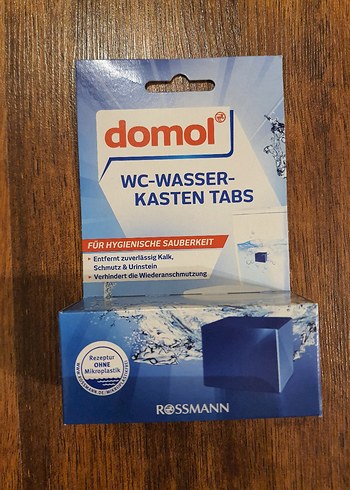 domol
WC-WASSER-
KASTEN TABS
FÜR HYGIENISCHE SAUBERKEIT
Entfernt zuverlässig Kalk,
Schmutz & Urinstein
Verhindert die Wiederanschmutzung
Rezeptur
OHNE
Mikroplastik
ROSSMANN